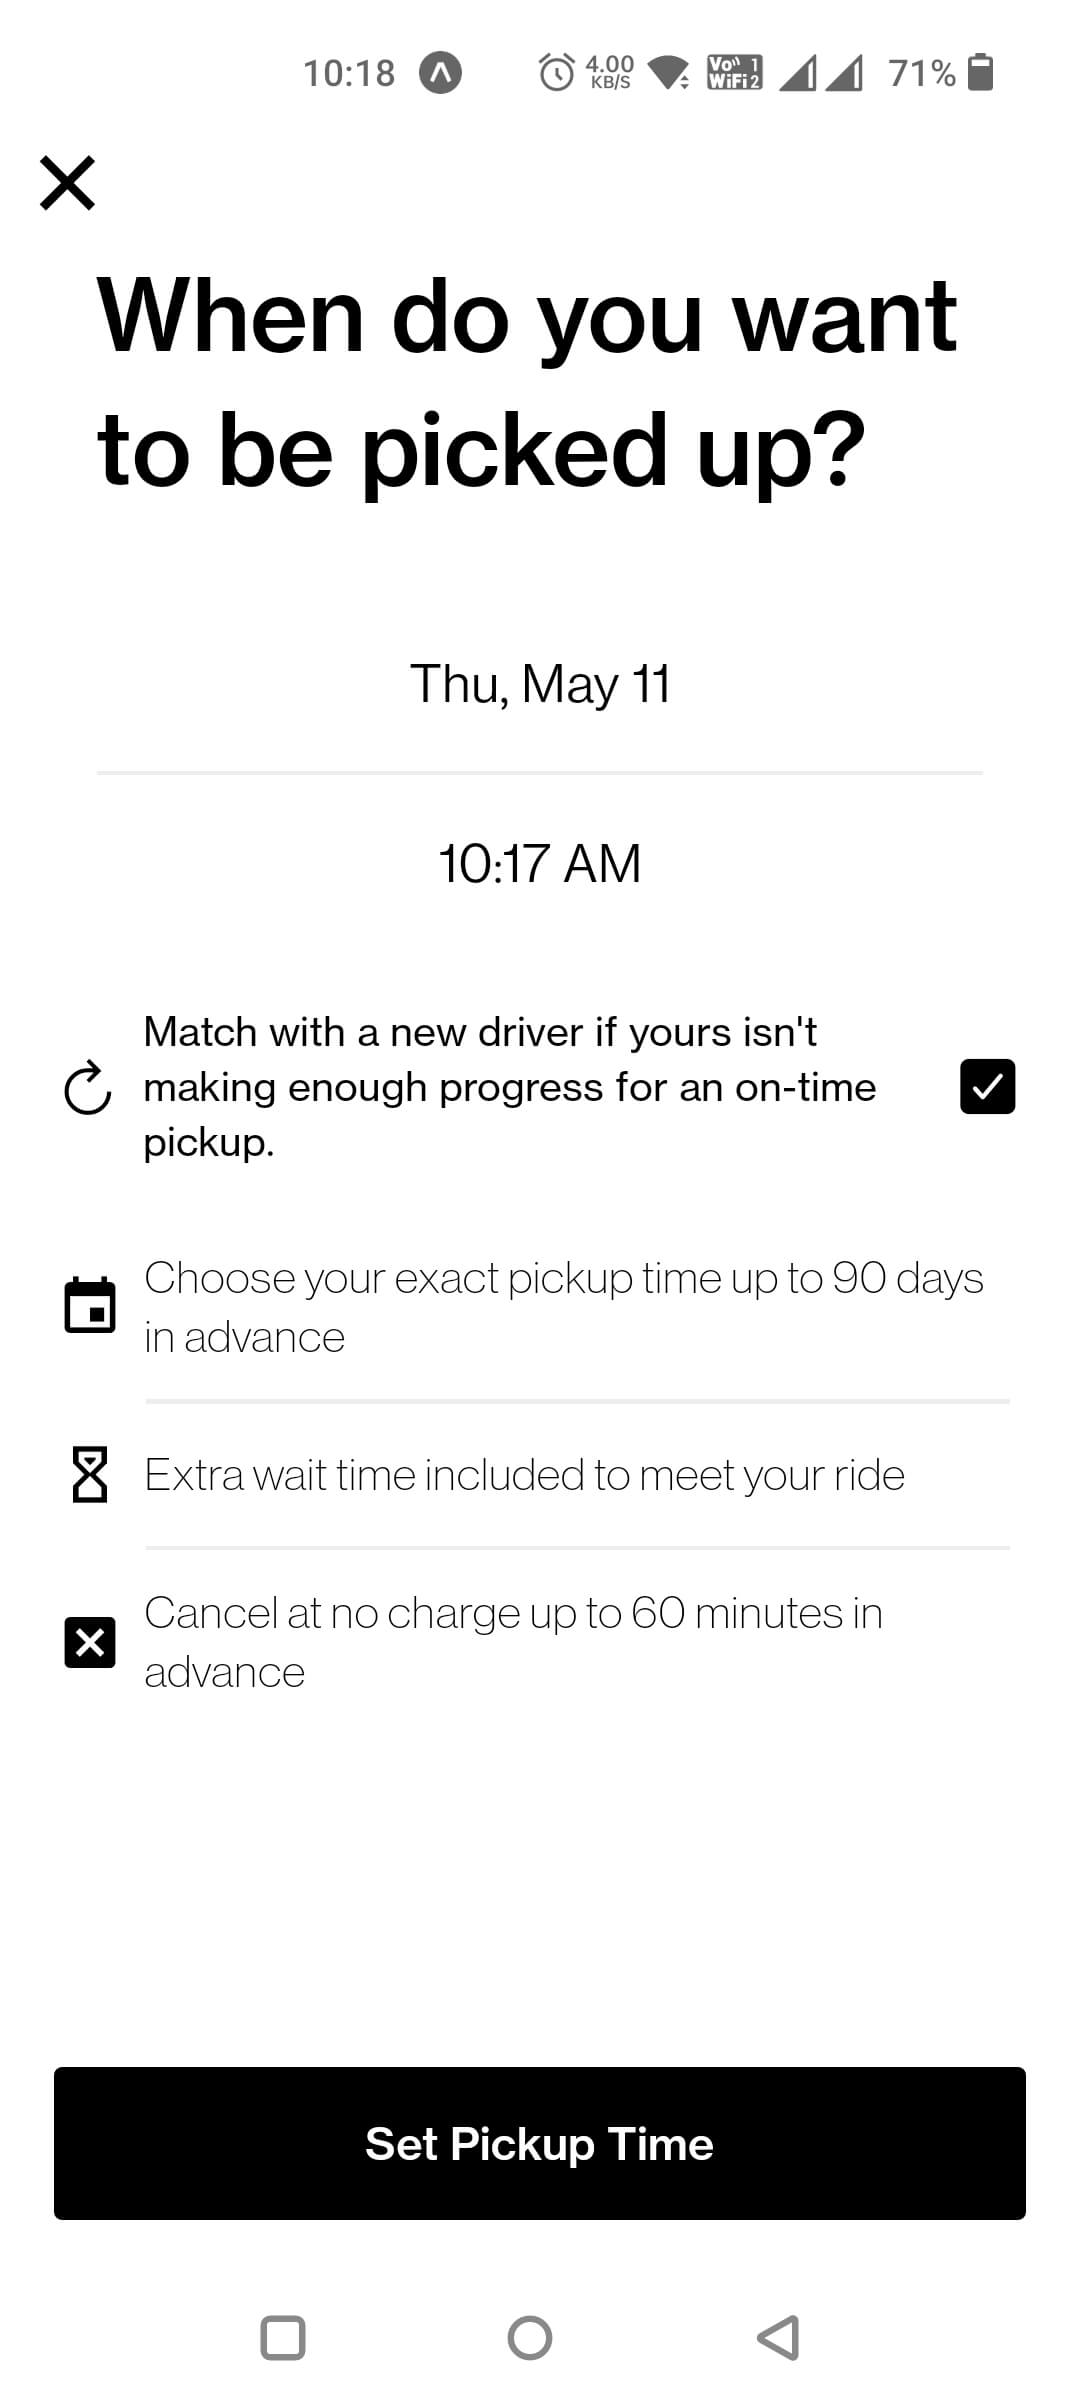 10:18
4.00
KB/S
Vo 1
WiFi 2
71%
When do you want
to be picked up?
Thu, May 11
10:17 AM
Match with a new driver if yours isn't
making enough progress for an on-time
pickup.
Choose your exact pickup time up to 90 days
in advance
Extra wait time included to meet your ride
Cancel at no charge up to 60 minutes in
advance
Set Pickup Time